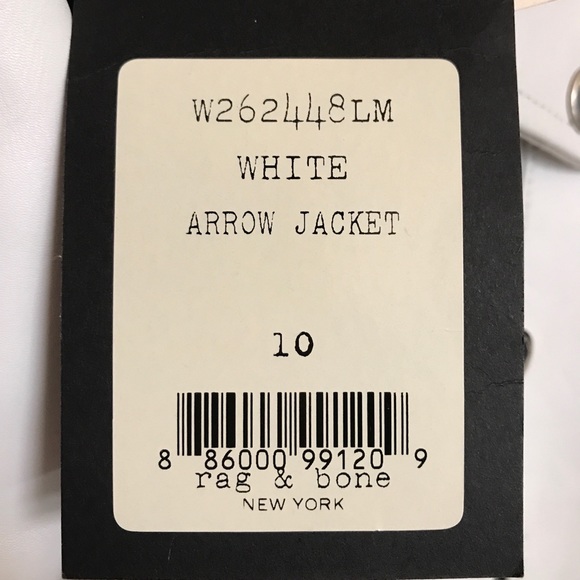 W262448LM
WHITE
ARROW JACKET
10
8 86000 99120 9
rag & bone
NEW YORK